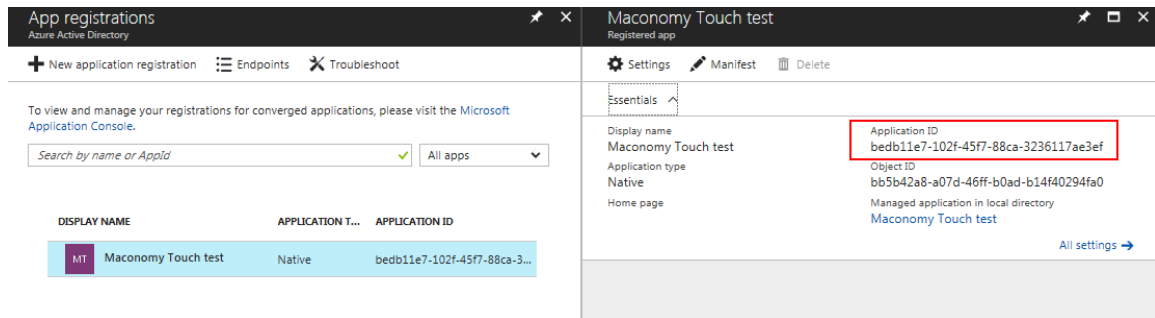 App registrations
Azure Active Directory
New application registration
Endpoints
Troubleshoot
To view and manage your registrations for converged applications, please visit the Microsoft
Application Console.
Search by name or AppId
All apps
DISPLAY NAME
APPLICATION T...
APPLICATION ID
MT
Maconomy Touch test
Native
bedb11e7-102f-45f7-88ca-3...
Maconomy Touch test
Registered app
Settings
Manifest
Delete
Essentials
Display name
Maconomy Touch test
Application type
Native
Home page
Application ID
bedb11e7-102f-45f7-88ca-3236117ae3ef
Object ID
bb5b42a8-a07d-46ff-b0ad-b14f40294fa0
Managed application in local directory
Maconomy Touch test
All settings